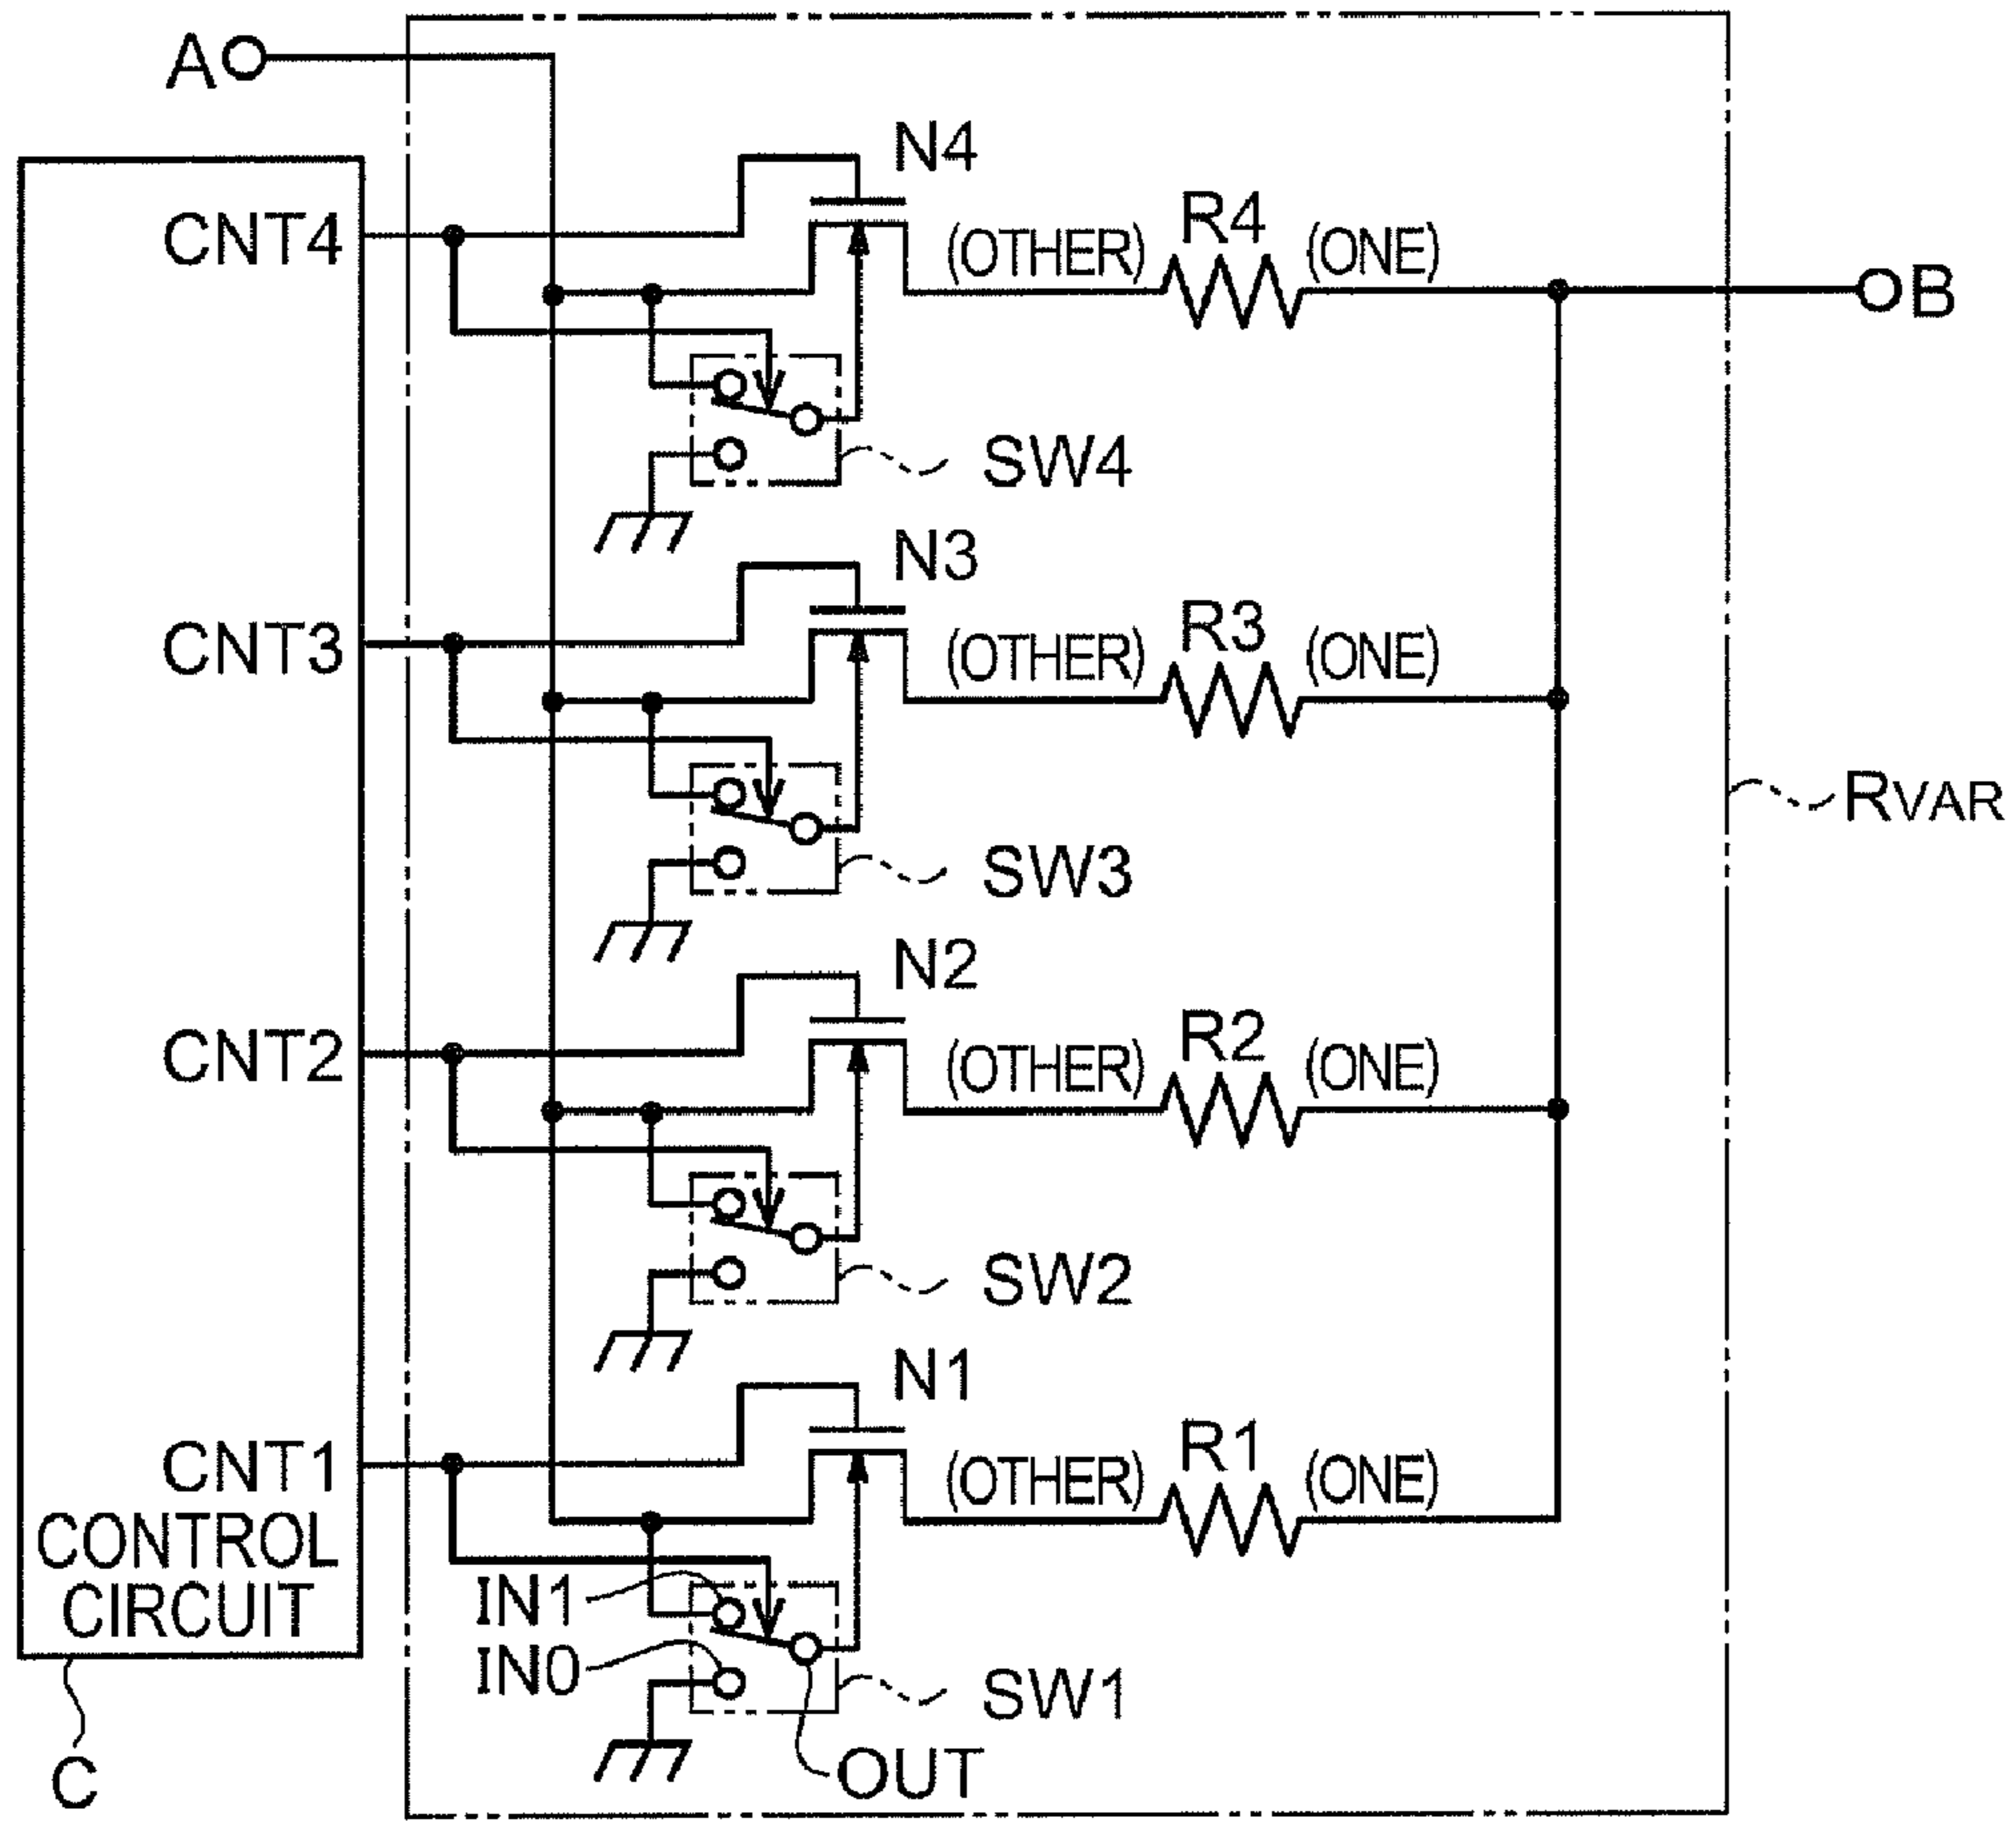 A
N4
CNT4
(OTHER)
R4
(ONE)
B
SW4
N3
CNT3
(OTHER)
R3
(ONE)
RVAR
SW3
N2
CNT2
(OTHER)
R2
(ONE)
SW2
N1
CNT1
(OTHER)
R1
(ONE)
CONTROL
CIRCUIT
IN1
IN0
SW1
OUT
C